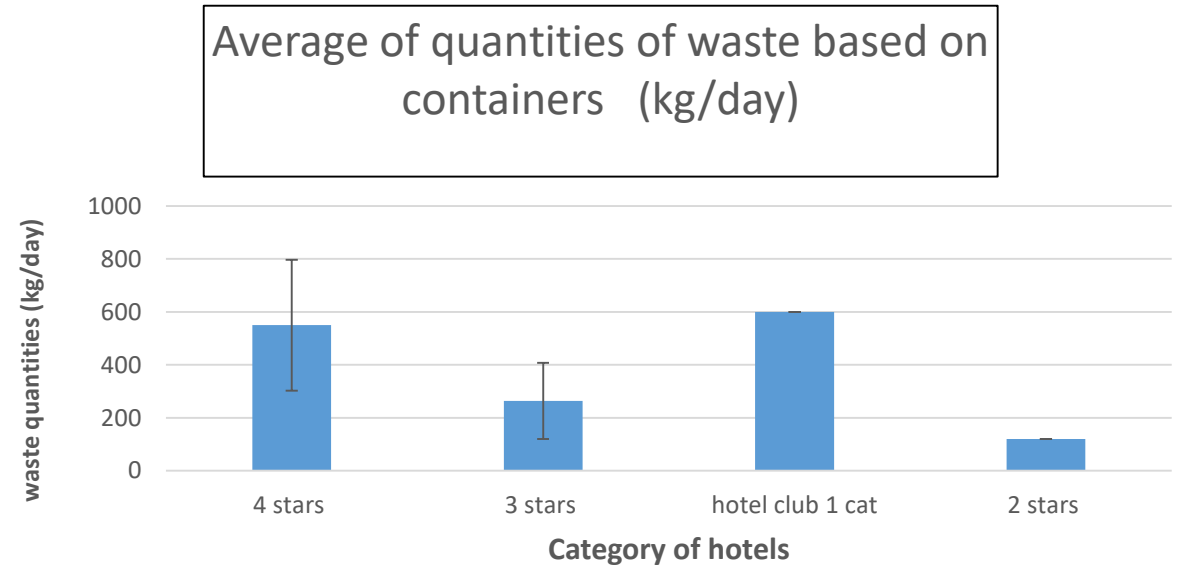 Average of quantities of waste based on
containers (kg/day)
waste quantities (kg/day)
1000
800
600
400
200
0
4 stars
3 stars
hotel club 1 cat
2 stars
Category of hotels